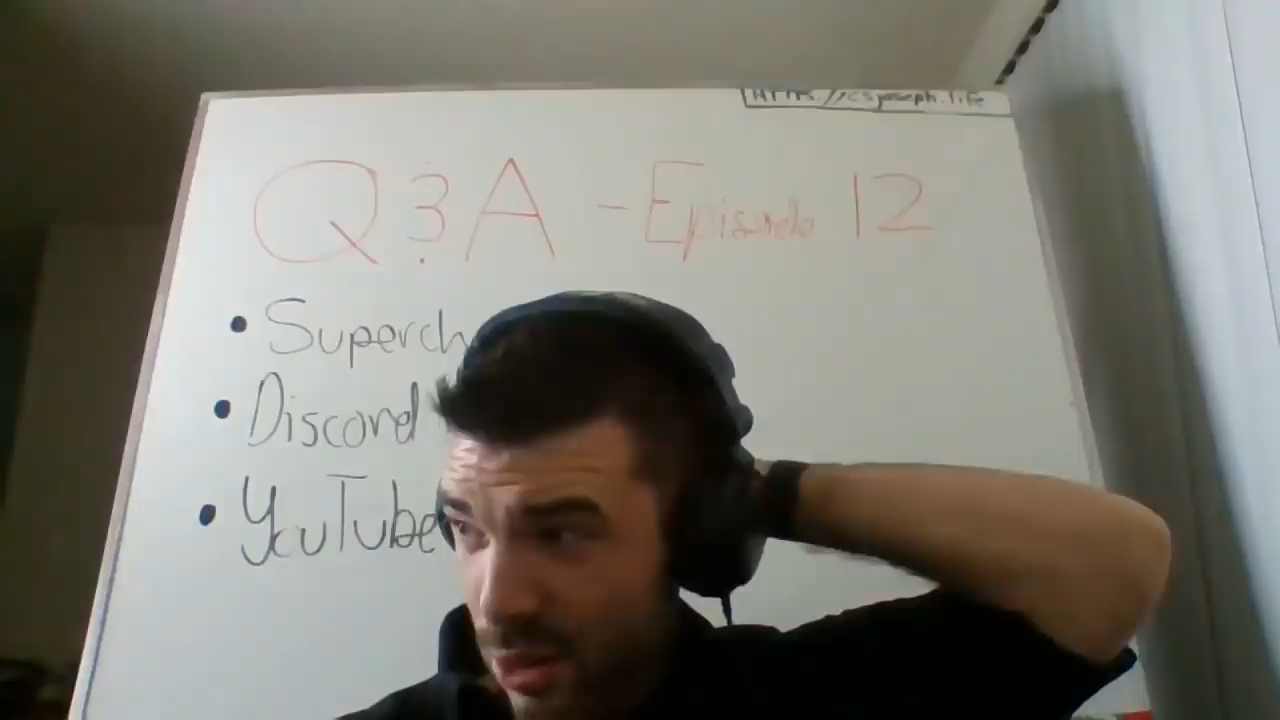 HTTPS://csjoseph.life
Q & A - Episode 12
• Superch
• Discord
• YouTube